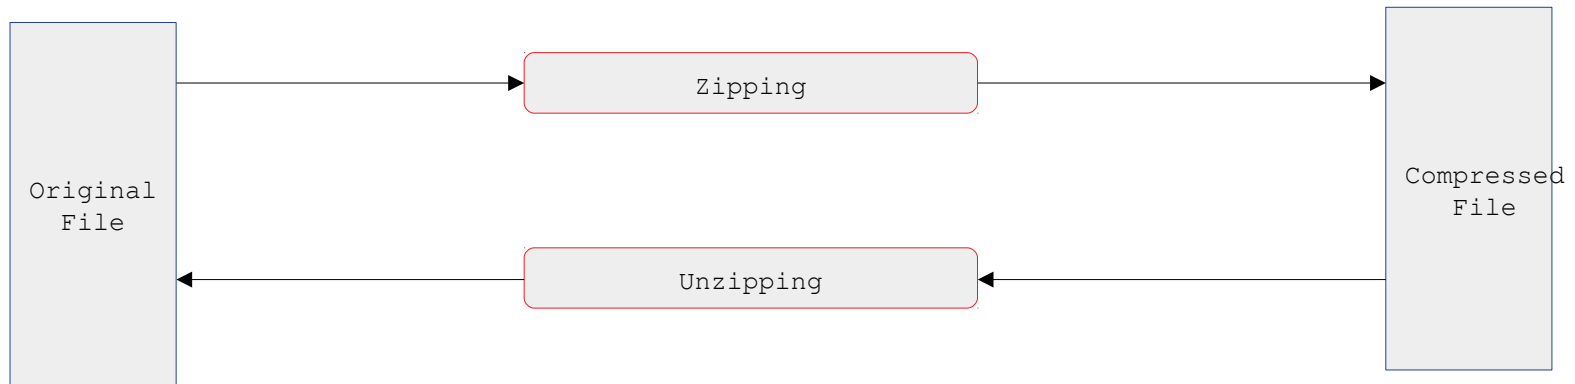 Zipping
Original
File
Compressed
File
Unzipping